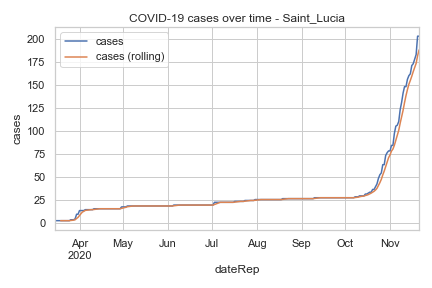 COVID-19 cases over time - Saint_Lucia
cases
cases (rolling)
200
175
150
125
100
75
50
25
0
cases
Apr May Jun Jul Aug Sep Oct Nov
2020
dateRep